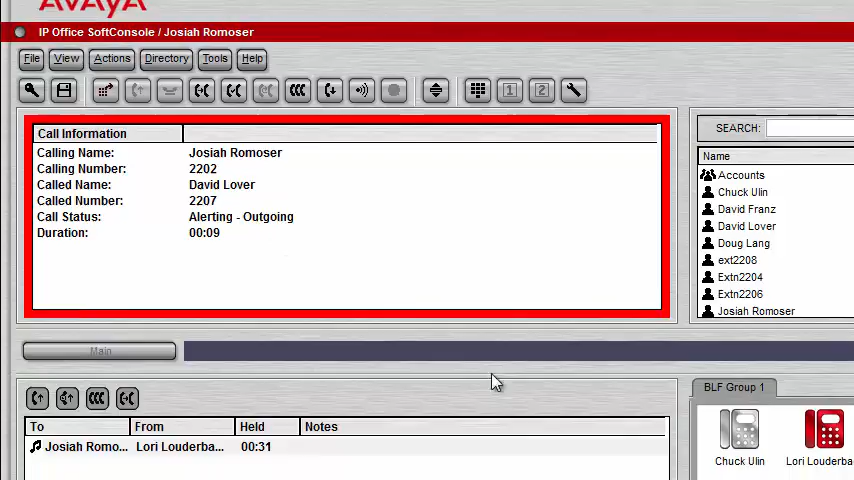 AVAYA
IP Office SoftConsole / Josiah Romoser
File View Actions Directory Tools Help
1 2
Call Information
Calling Name: Josiah Romoser
Calling Number: 2202
Called Name: David Lover
Called Number: 2207
Call Status: Alerting - Outgoing
Duration: 00:09
SEARCH:
Name
Accounts
Chuck Ulin
David Franz
David Lover
Doug Lang
ext2208
Extn2204
Extn2206
Josiah Romoser
Main
BLF Group 1
To From Held Notes
Josiah Romo... Lori Louderba... 00:31
Chuck Ulin Lori Louderba